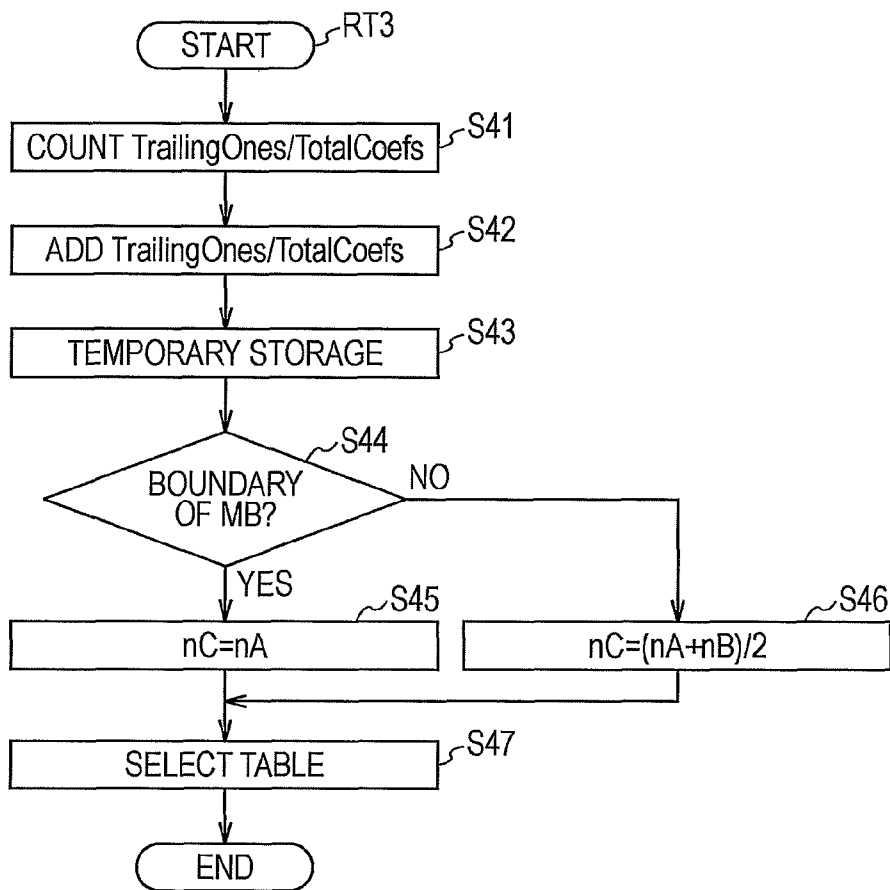 START
RT3
COUNT TrailingOnes/TotalCoefs
S41
ADD TrailingOnes/TotalCoefs
S42
TEMPORARY STORAGE
S43
S44
BOUNDARY
OF MB?
NO
YES
S45
nC=nA
S46
nC=(nA+nB)/2
S47
SELECT TABLE
END